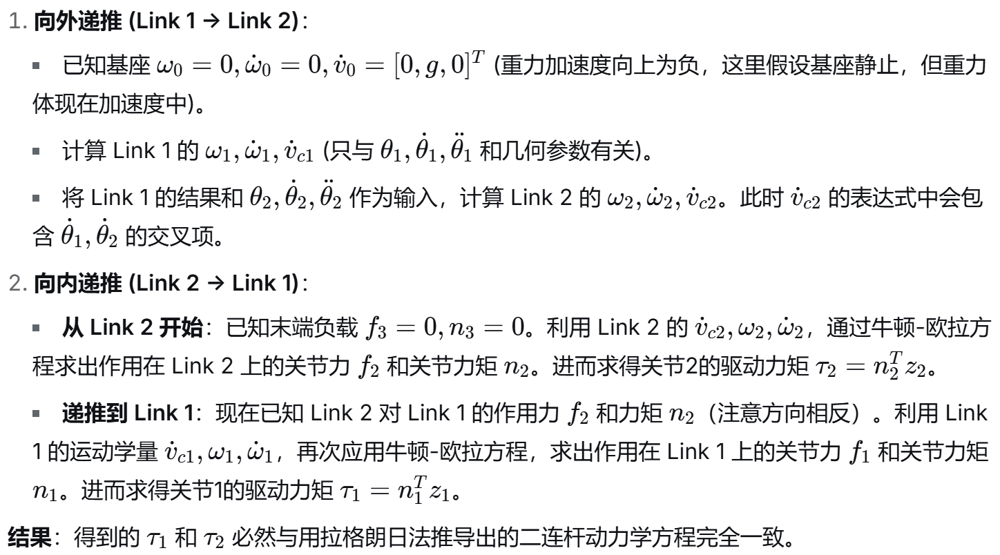 1. 向外递推 (Link 1 → Link 2)：
▪ 已知基座 $\omega_0 = 0, \dot{\omega}_0 = 0, \dot{v}_0 = [0, g, 0]^T$ (重力加速度向上为负，这里假设基座静止，但重力
体现在加速度中)。
▪ 计算 Link 1 的 $\omega_1, \dot{\omega}_1, \dot{v}_{c1}$ (只与 $\theta_1, \dot{\theta}_1, \ddot{\theta}_1$ 和几何参数有关)。
▪ 将 Link 1 的结果和 $\theta_2, \dot{\theta}_2, \ddot{\theta}_2$ 作为输入，计算 Link 2 的 $\omega_2, \dot{\omega}_2, \dot{v}_{c2}$。此时 $\dot{v}_{c2}$ 的表达式中会包
含 $\dot{\theta}_1, \dot{\theta}_2$ 的交叉项。
2. 向内递推 (Link 2 → Link 1)：
▪ 从 Link 2 开始：已知末端负载 $f_3 = 0, n_3 = 0$。利用 Link 2 的 $\dot{v}_{c2}, \omega_2, \dot{\omega}_2$，通过牛顿-欧拉方
程求出作用在 Link 2 上的关节力 $f_2$ 和关节力矩 $n_2$。进而求得关节2的驱动力矩 $\tau_2 = n_2^T z_2$。
▪ 递推到 Link 1：现在已知 Link 2 对 Link 1 的作用力 $f_2$ 和力矩 $n_2$（注意方向相反）。利用 Link
1 的运动学量 $\dot{v}_{c1}, \omega_1, \dot{\omega}_1$，再次应用牛顿-欧拉方程，求出作用在 Link 1 上的关节力 $f_1$ 和关节力矩
$n_1$。进而求得关节1的驱动力矩 $\tau_1 = n_1^T z_1$。
结果：得到的 $\tau_1$ 和 $\tau_2$ 必然与用拉格朗日法推导出的二连杆动力学方程完全一致。